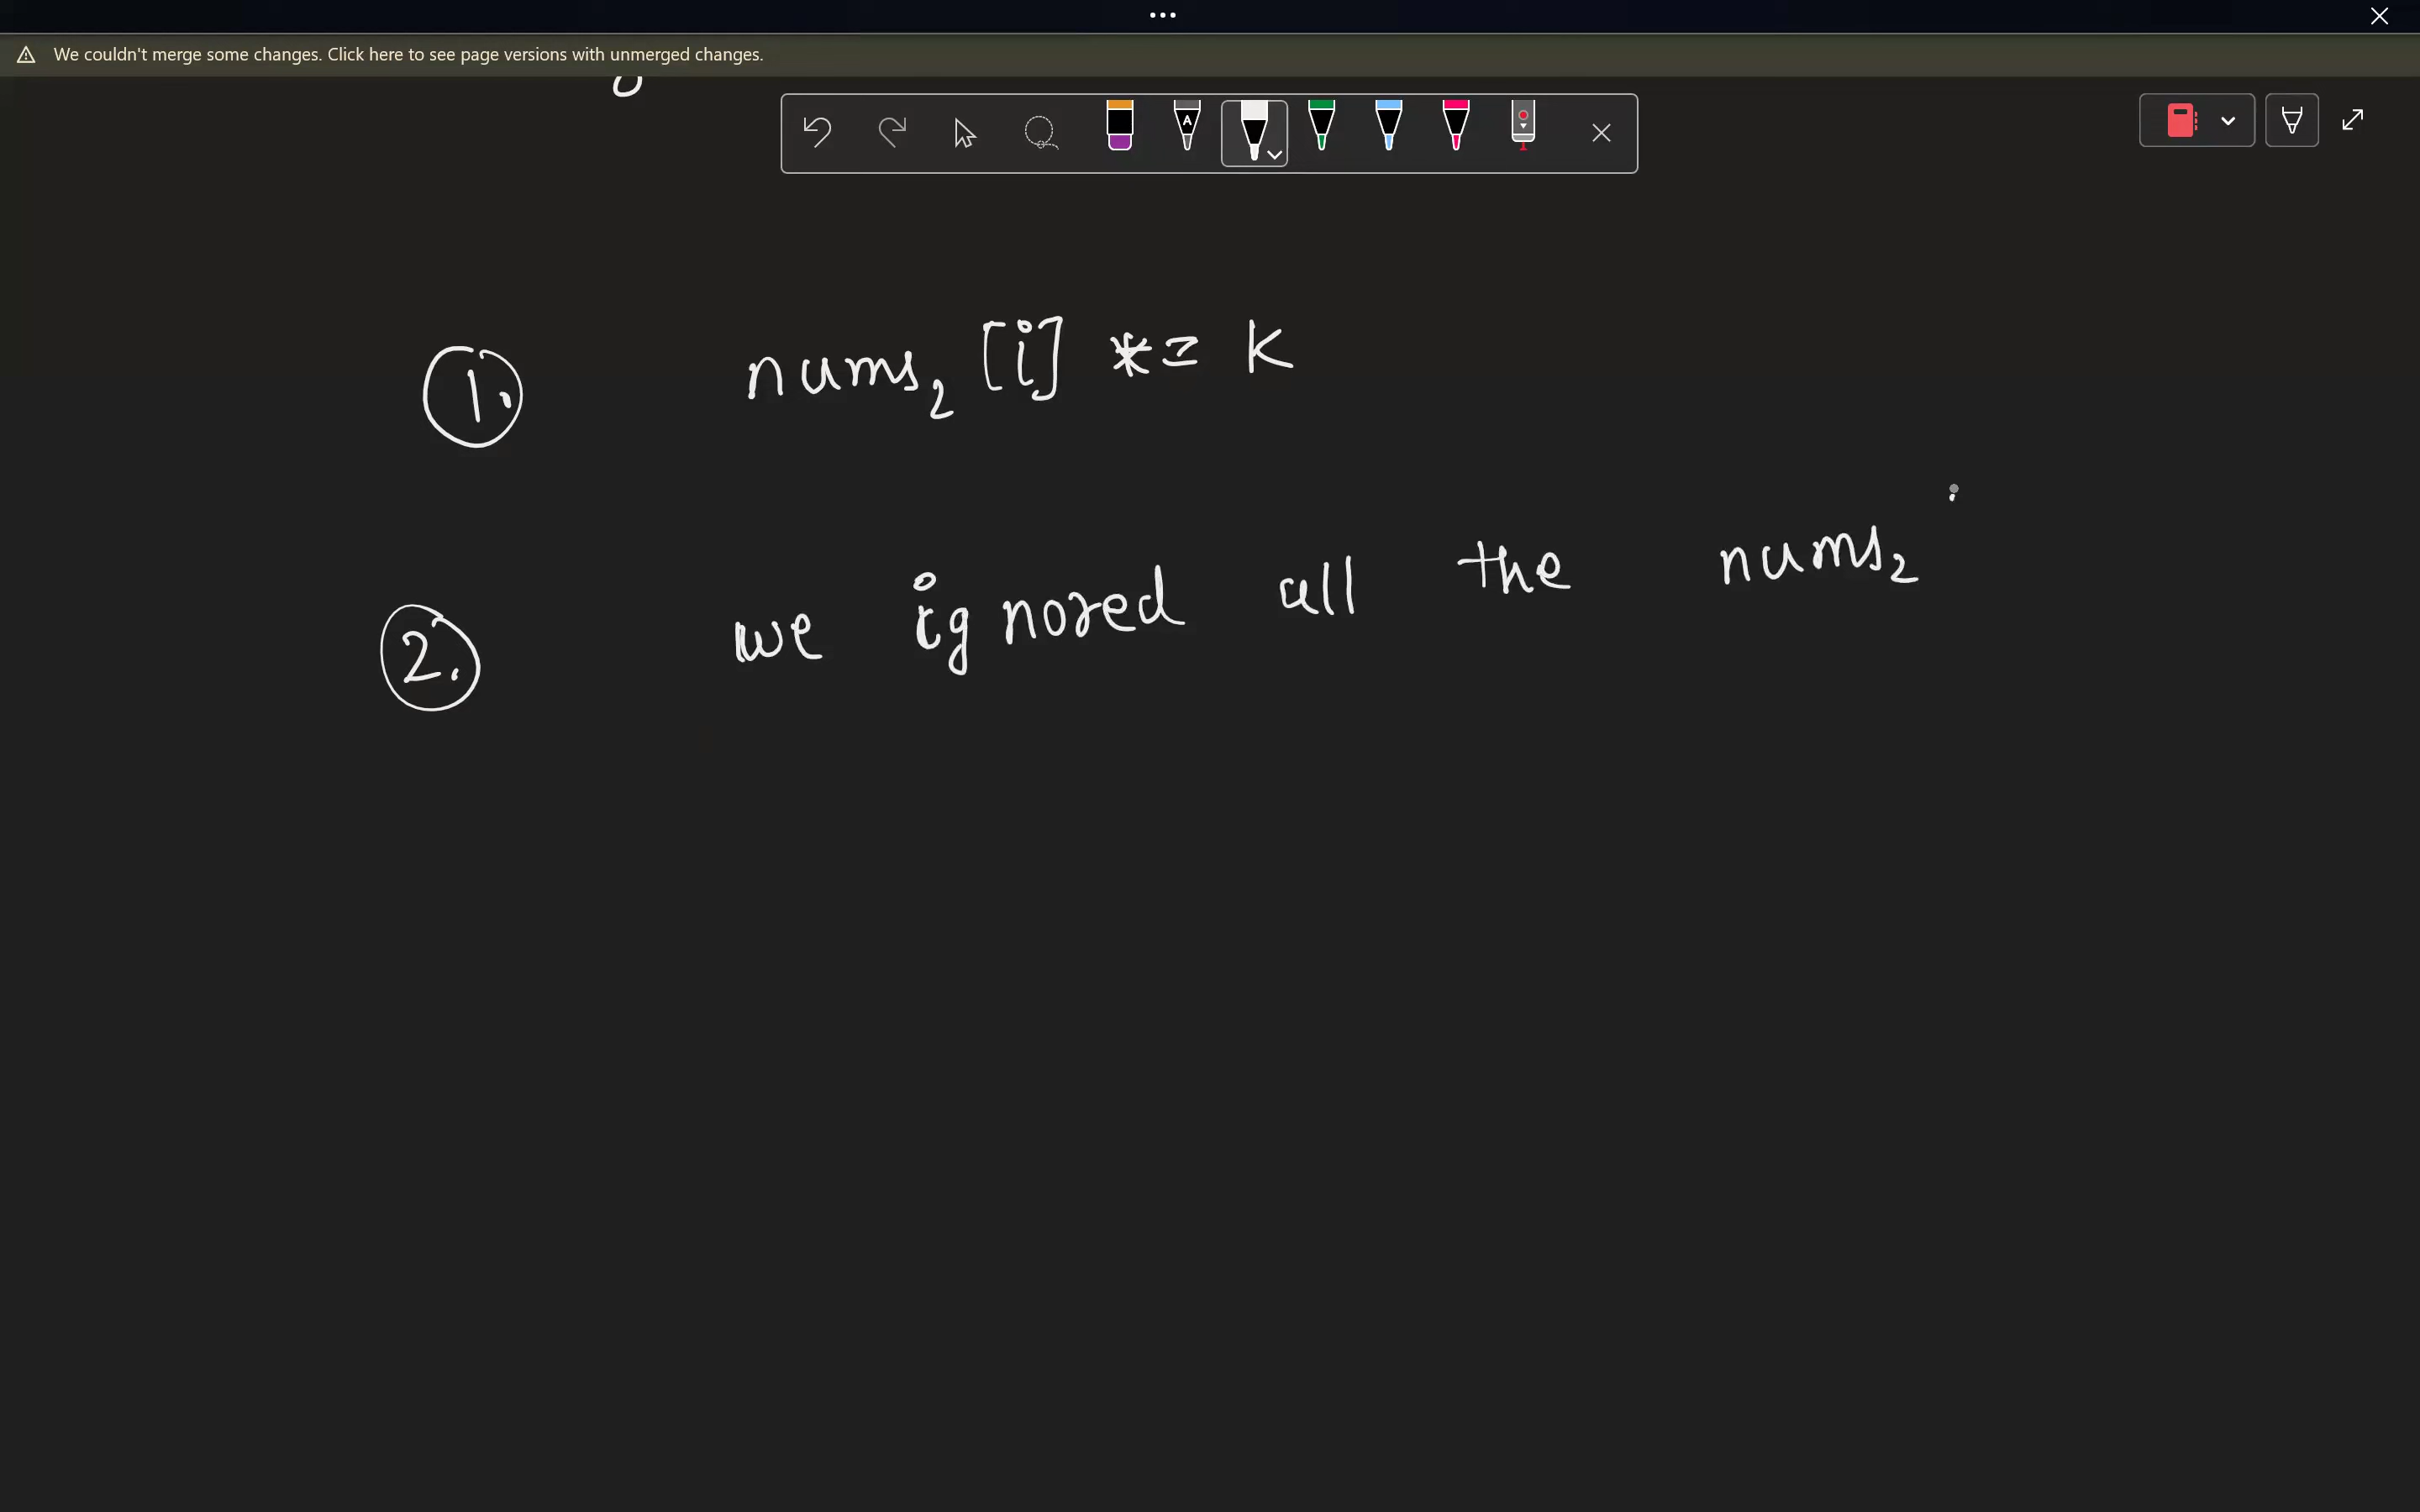 We couldn't merge some changes. Click here to see page versions with unmerged changes.
A
1. nums2 [i] *= K
2. we ignored all the nums2